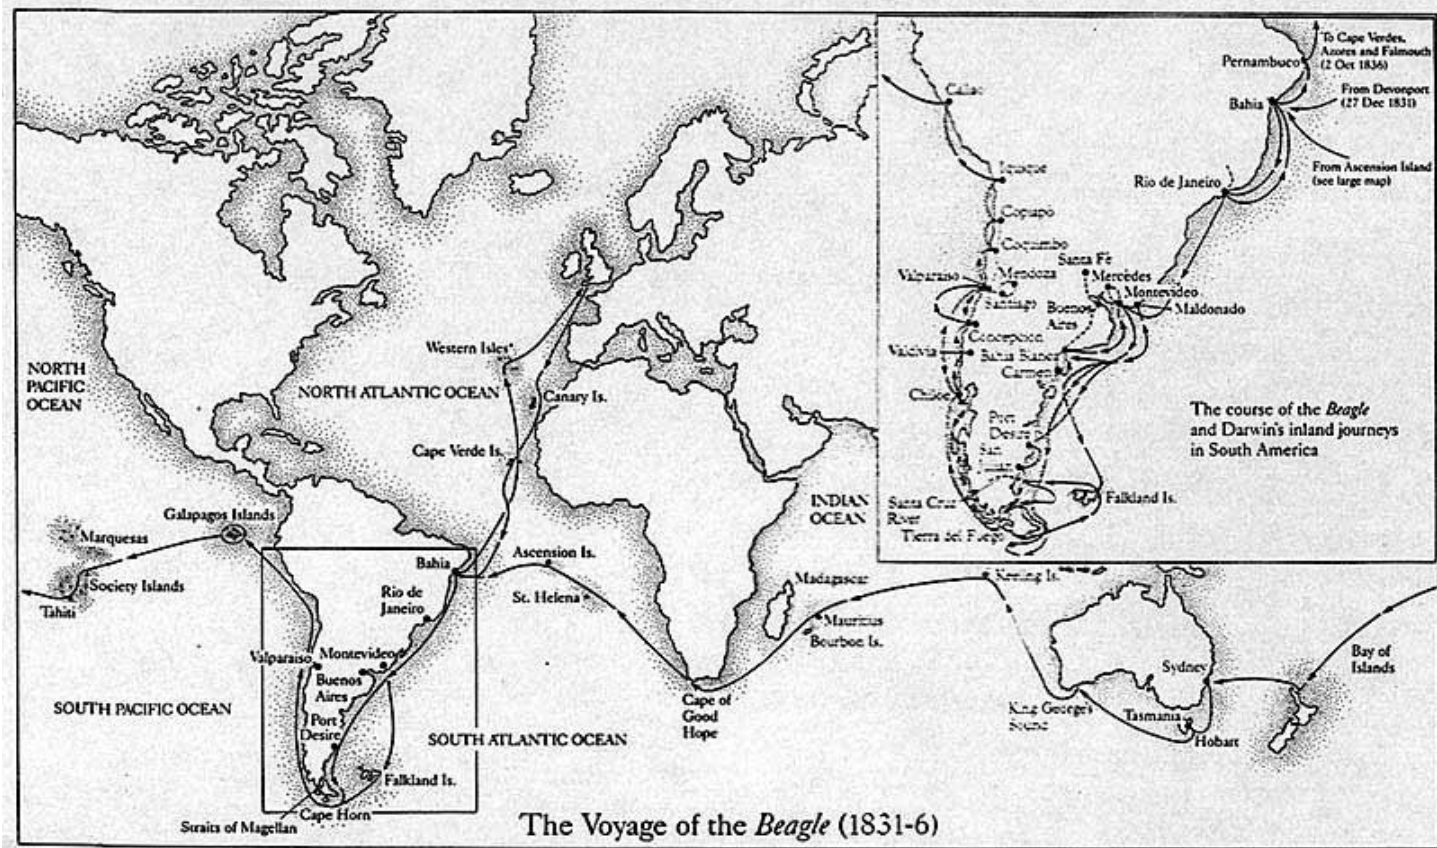 To Cape Verdes,
Azores and Falmouth
(2 Oct 1836)
Pernambuco
From Devonport
(27 Dec 1831)
Bahia
Callao
From Ascension Island
(see large map)
Iquique
Rio de Janeiro
Copiapó
Coquimbo
Santa Fé
Valparaiso
Mendoza
Mercedes
Santiago
Montevideo
Buenos
Aires
Maldonado
Concepcion
Valdivia
Bahia Blanca
Carmen
Chiloe
The course of the Beagle
and Darwin's inland journeys
in South America
Port
Desire
San
Falkland Is.
Santa Cruz
River
Tierra del Fuego
Western Isles
NORTH
PACIFIC
OCEAN
NORTH ATLANTIC OCEAN
Canary Is.
Cape Verde Is.
INDIAN
OCEAN
Galapagos Islands
Marquesas
Society Islands
Tahiti
Bahia
Ascension Is.
Rio de
Janeiro
St. Helena
Madagascar
Keeling Is.
Mauritius
Bourbon Is.
Valparaiso
Montevideo
Buenos
Aires
Sydney
Bay of
Islands
SOUTH PACIFIC OCEAN
Port
Desire
SOUTH ATLANTIC OCEAN
Cape of
Good
Hope
King George's
Sound
Tasmania
Hobart
Falkland Is.
Cape Horn
Straits of Magellan
The Voyage of the Beagle (1831-6)